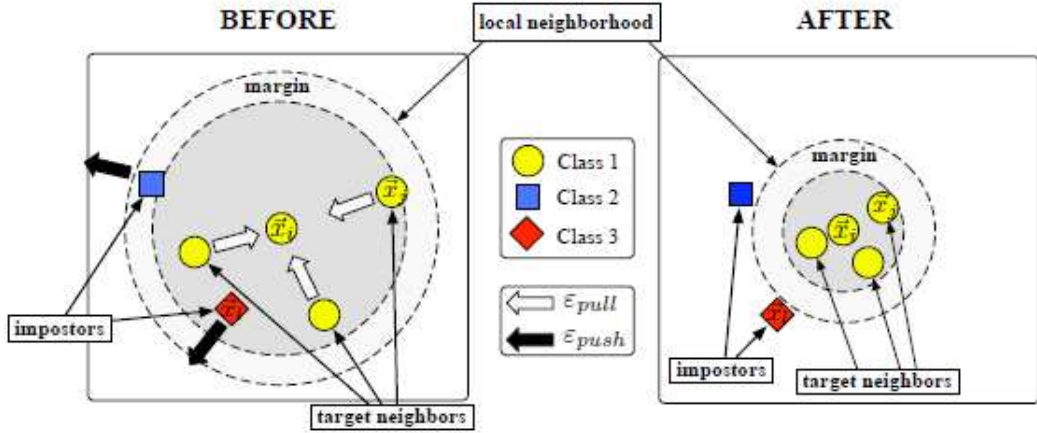 BEFORE
local neighborhood
AFTER
margin
margin
Class 1
Class 2
Class 3
x⃗ⱼ
x⃗ᵢ
x⃗ⱼ
x⃗ᵢ
impostors
εpull
εpush
x⃗ₗ
xₗ
impostors
target neighbors
target neighbors